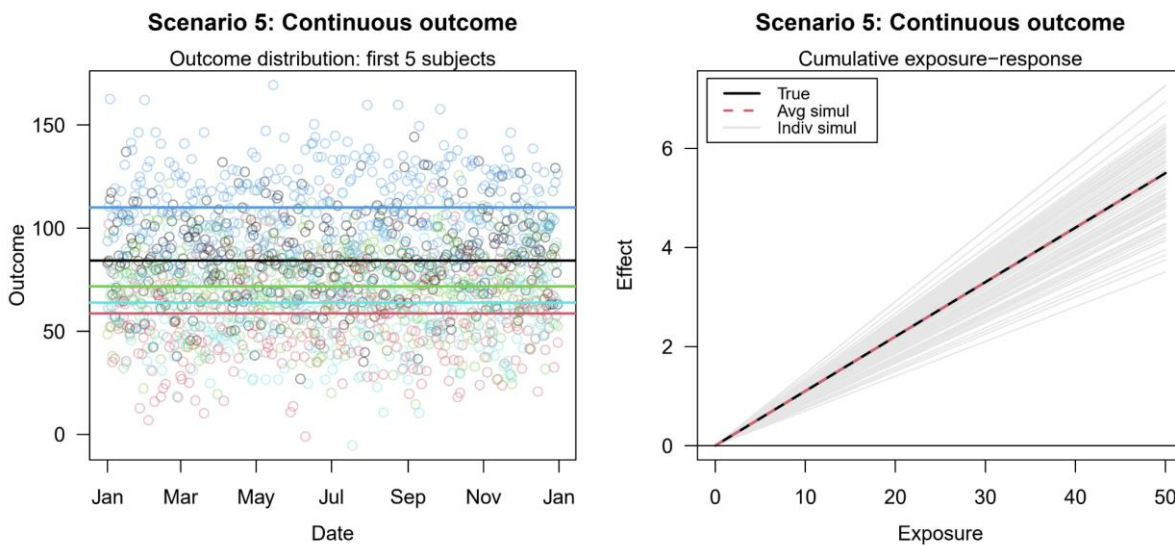 Scenario 5: Continuous outcome
Outcome distribution: first 5 subjects
Outcome
150
100
50
0
Jan Mar May Jul Sep Nov Jan
Date
Scenario 5: Continuous outcome
Cumulative exposure−response
True
Avg simul
Indiv simul
Effect
6
4
2
0
0 10 20 30 40 50
Exposure